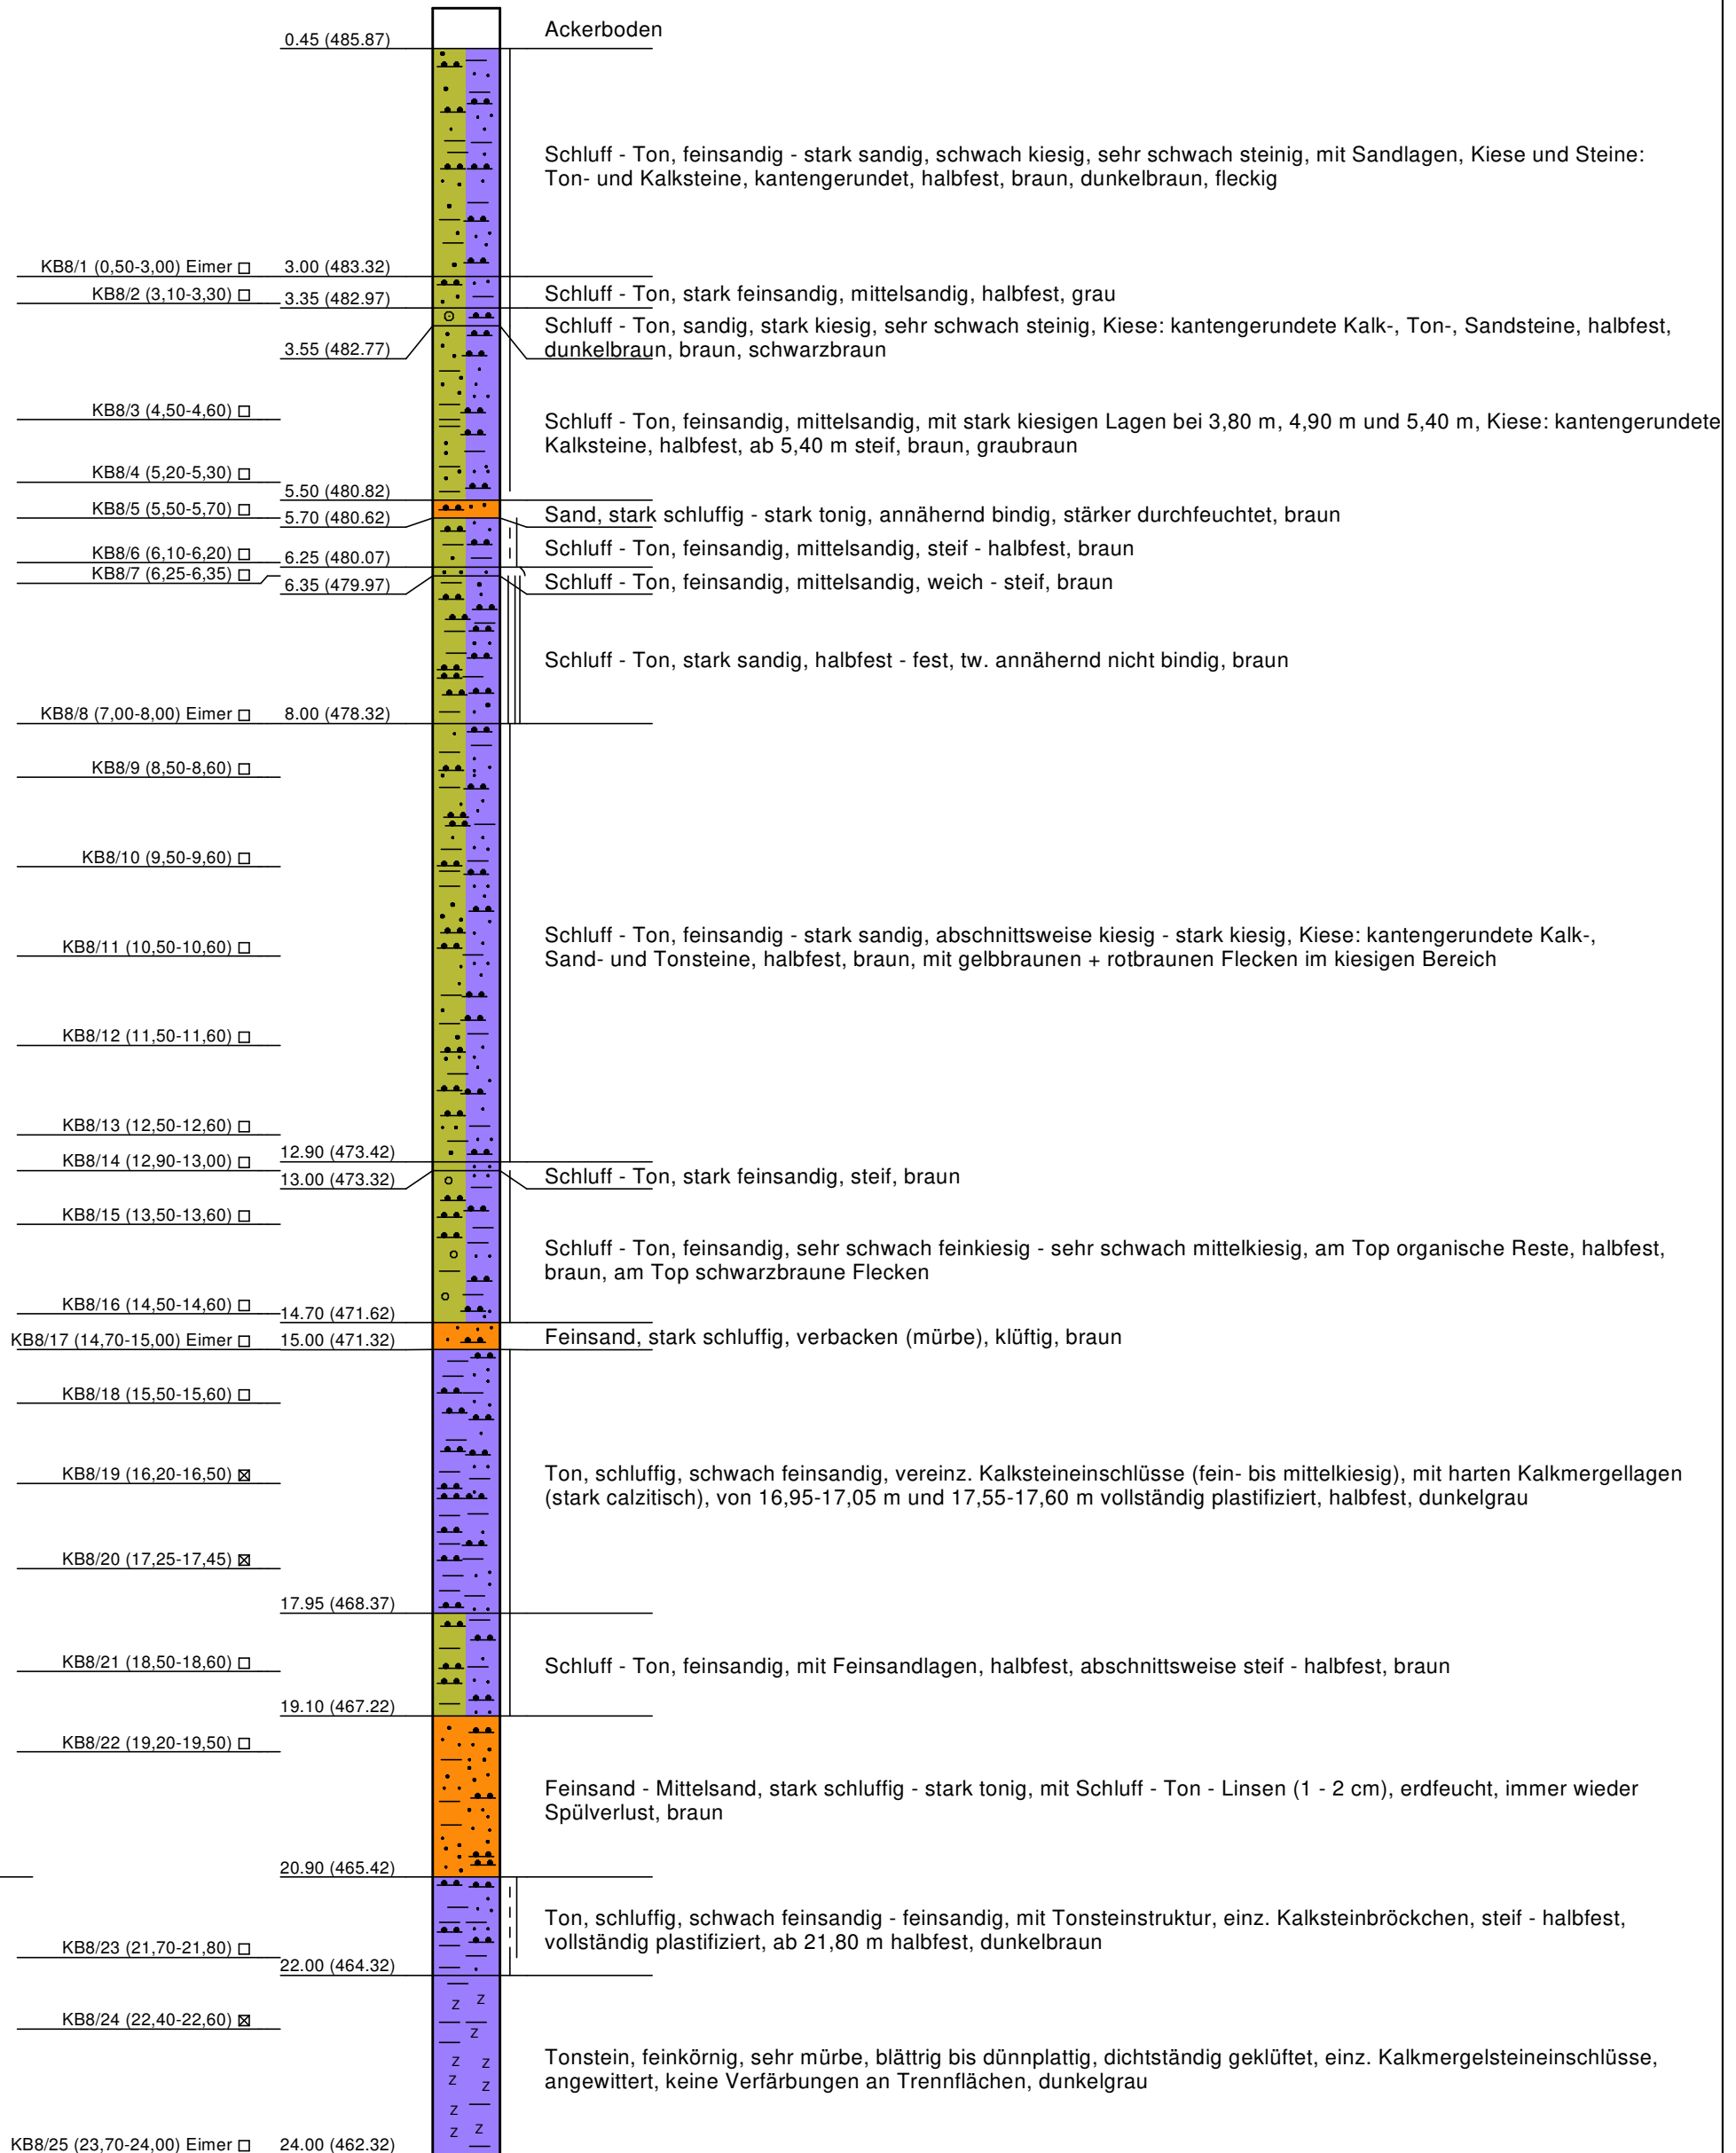 Ackerboden
0.45 (485.87)
Schluff - Ton, feinsandig - stark sandig, schwach kiesig, sehr schwach steinig, mit Sandlagen, Kiese und Steine:
Ton- und Kalksteine, kantengerundet, halbfest, braun, dunkelbraun, fleckig
KB8/1 (0,50-3,00) Eimer 3.00 (483.32)
KB8/2 (3,10-3,30) 3.35 (482.97) Schluff - Ton, stark feinsandig, mittelsandig, halbfest, grau
Schluff - Ton, sandig, stark kiesig, sehr schwach steinig, Kiese: kantengerundete Kalk-, Ton-, Sandsteine, halbfest,
3.55 (482.77) dunkelbraun, braun, schwarzbraun
KB8/3 (4,50-4,60) Schluff - Ton, feinsandig, mittelsandig, mit stark kiesigen Lagen bei 3,80 m, 4,90 m und 5,40 m, Kiese: kantengerundete
Kalksteine, halbfest, ab 5,40 m steif, braun, graubraun
KB8/4 (5,20-5,30)
5.50 (480.82)
KB8/5 (5,50-5,70) 5.70 (480.62) Sand, stark schluffig - stark tonig, annähernd bindig, stärker durchfeuchtet, braun
KB8/6 (6,10-6,20) 6.25 (480.07) Schluff - Ton, feinsandig, mittelsandig, steif - halbfest, braun
KB8/7 (6,25-6,35) 6.35 (479.97) Schluff - Ton, feinsandig, mittelsandig, weich - steif, braun
Schluff - Ton, stark sandig, halbfest - fest, tw. annähernd nicht bindig, braun
KB8/8 (7,00-8,00) Eimer 8.00 (478.32)
KB8/9 (8,50-8,60)
KB8/10 (9,50-9,60)
KB8/11 (10,50-10,60) Schluff - Ton, feinsandig - stark sandig, abschnittsweise kiesig - stark kiesig, Kiese: kantengerundete Kalk-,
Sand- und Tonsteine, halbfest, braun, mit gelbbraunen + rotbraunen Flecken im kiesigen Bereich
KB8/12 (11,50-11,60)
KB8/13 (12,50-12,60)
12.90 (473.42)
KB8/14 (12,90-13,00)
13.00 (473.32) Schluff - Ton, stark feinsandig, steif, braun
KB8/15 (13,50-13,60)
Schluff - Ton, feinsandig, sehr schwach feinkiesig - sehr schwach mittelkiesig, am Top organische Reste, halbfest,
braun, am Top schwarzbraune Flecken
KB8/16 (14,50-14,60) 14.70 (471.62)
KB8/17 (14,70-15,00) Eimer 15.00 (471.32) Feinsand, stark schluffig, verbacken (mürbe), klüftig, braun
KB8/18 (15,50-15,60)
KB8/19 (16,20-16,50) Ton, schluffig, schwach feinsandig, vereinz. Kalksteineinschlüsse (fein- bis mittelkiesig), mit harten Kalkmergellagen
(stark calzitisch), von 16,95-17,05 m und 17,55-17,60 m vollständig plastifiziert, halbfest, dunkelgrau
KB8/20 (17,25-17,45)
17.95 (468.37)
KB8/21 (18,50-18,60) Schluff - Ton, feinsandig, mit Feinsandlagen, halbfest, abschnittsweise steif - halbfest, braun
19.10 (467.22)
KB8/22 (19,20-19,50)
Feinsand - Mittelsand, stark schluffig - stark tonig, mit Schluff - Ton - Linsen (1 - 2 cm), erdfeucht, immer wieder
Spülverlust, braun
20.90 (465.42)
Ton, schluffig, schwach feinsandig - feinsandig, mit Tonsteinstruktur, einz. Kalksteinbröckchen, steif - halbfest,
KB8/23 (21,70-21,80) vollständig plastifiziert, ab 21,80 m halbfest, dunkelbraun
22.00 (464.32)
z z
KB8/24 (22,40-22,60)
z
z z
Tonstein, feinkörnig, sehr mürbe, blättrig bis dünnplattig, dichtständig geklüftet, einz. Kalkmergelsteineinschlüsse,
z z
angewittert, keine Verfärbungen an Trennflächen, dunkelgrau
z
z z
KB8/25 (23,70-24,00) Eimer 24.00 (462.32)